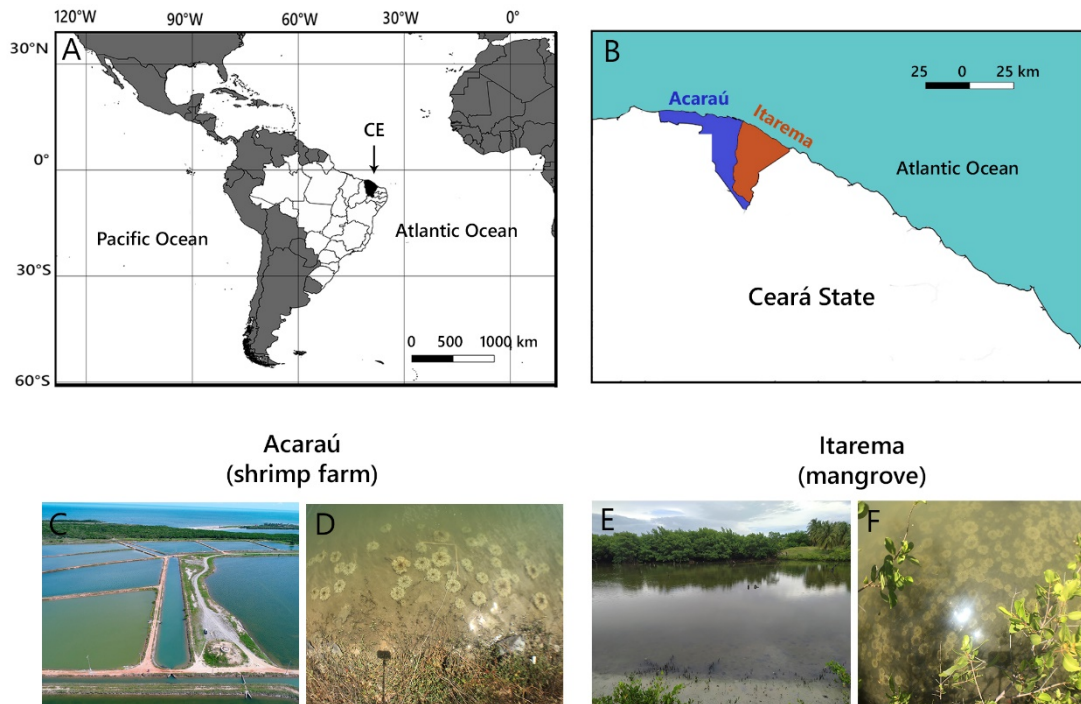 120°W 90°W 60°W 30°W 0°
30°N
0°
30°S
60°S
A
CE
Pacific Ocean
Atlantic Ocean
0 500 1000 km
B
25 0 25 km
Acaraú
Itarema
Atlantic Ocean
Ceará State
Acaraú
(shrimp farm)
Itarema
(mangrove)
C
D
E
F